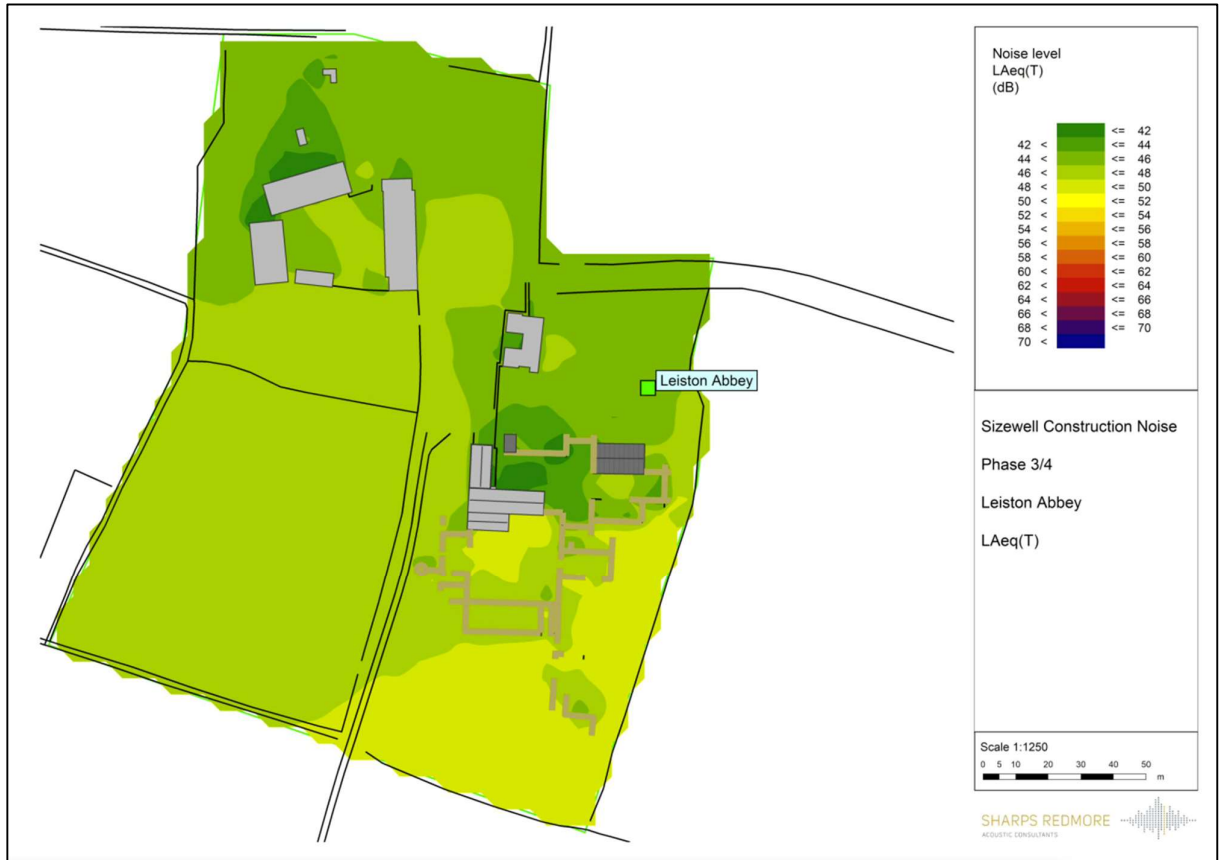 Noise level
LAeq(T)
(dB)
<= 42
42 < <= 44
44 < <= 46
46 < <= 48
48 < <= 50
50 < <= 52
52 < <= 54
54 < <= 56
56 < <= 58
58 < <= 60
60 < <= 62
62 < <= 64
64 < <= 66
66 < <= 68
68 < <= 70
70 <
Leiston Abbey
Sizewell Construction Noise
Phase 3/4
Leiston Abbey
LAeq(T)
Scale 1:1250
0 5 10 20 30 40 50
m
SHARPS REDMORE
ACOUSTIC CONSULTANTS